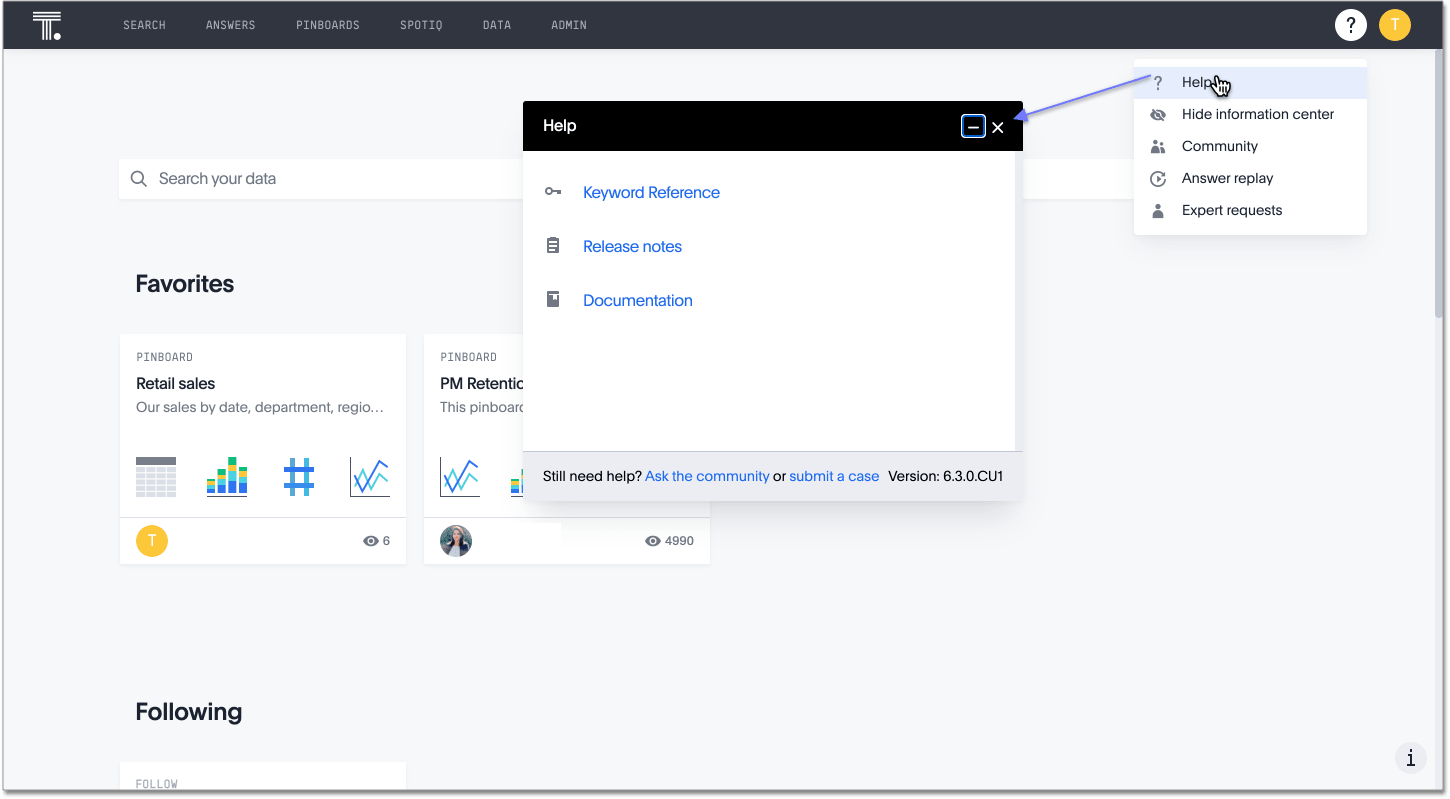 SEARCH ANSWERS PINBOARDS SPOTIQ DATA ADMIN ? T
? Help
Hide information center
Community
Answer replay
Expert requests
Help
Keyword Reference
Release notes
Documentation
Still need help? Ask the community or submit a case Version: 6.3.0.CU1
Search your data
Favorites
PINBOARD
Retail sales
Our sales by date, department, regio...
T 6
PINBOARD
PM Retentic
This pinboard
4990
Following
FOLLOW
i